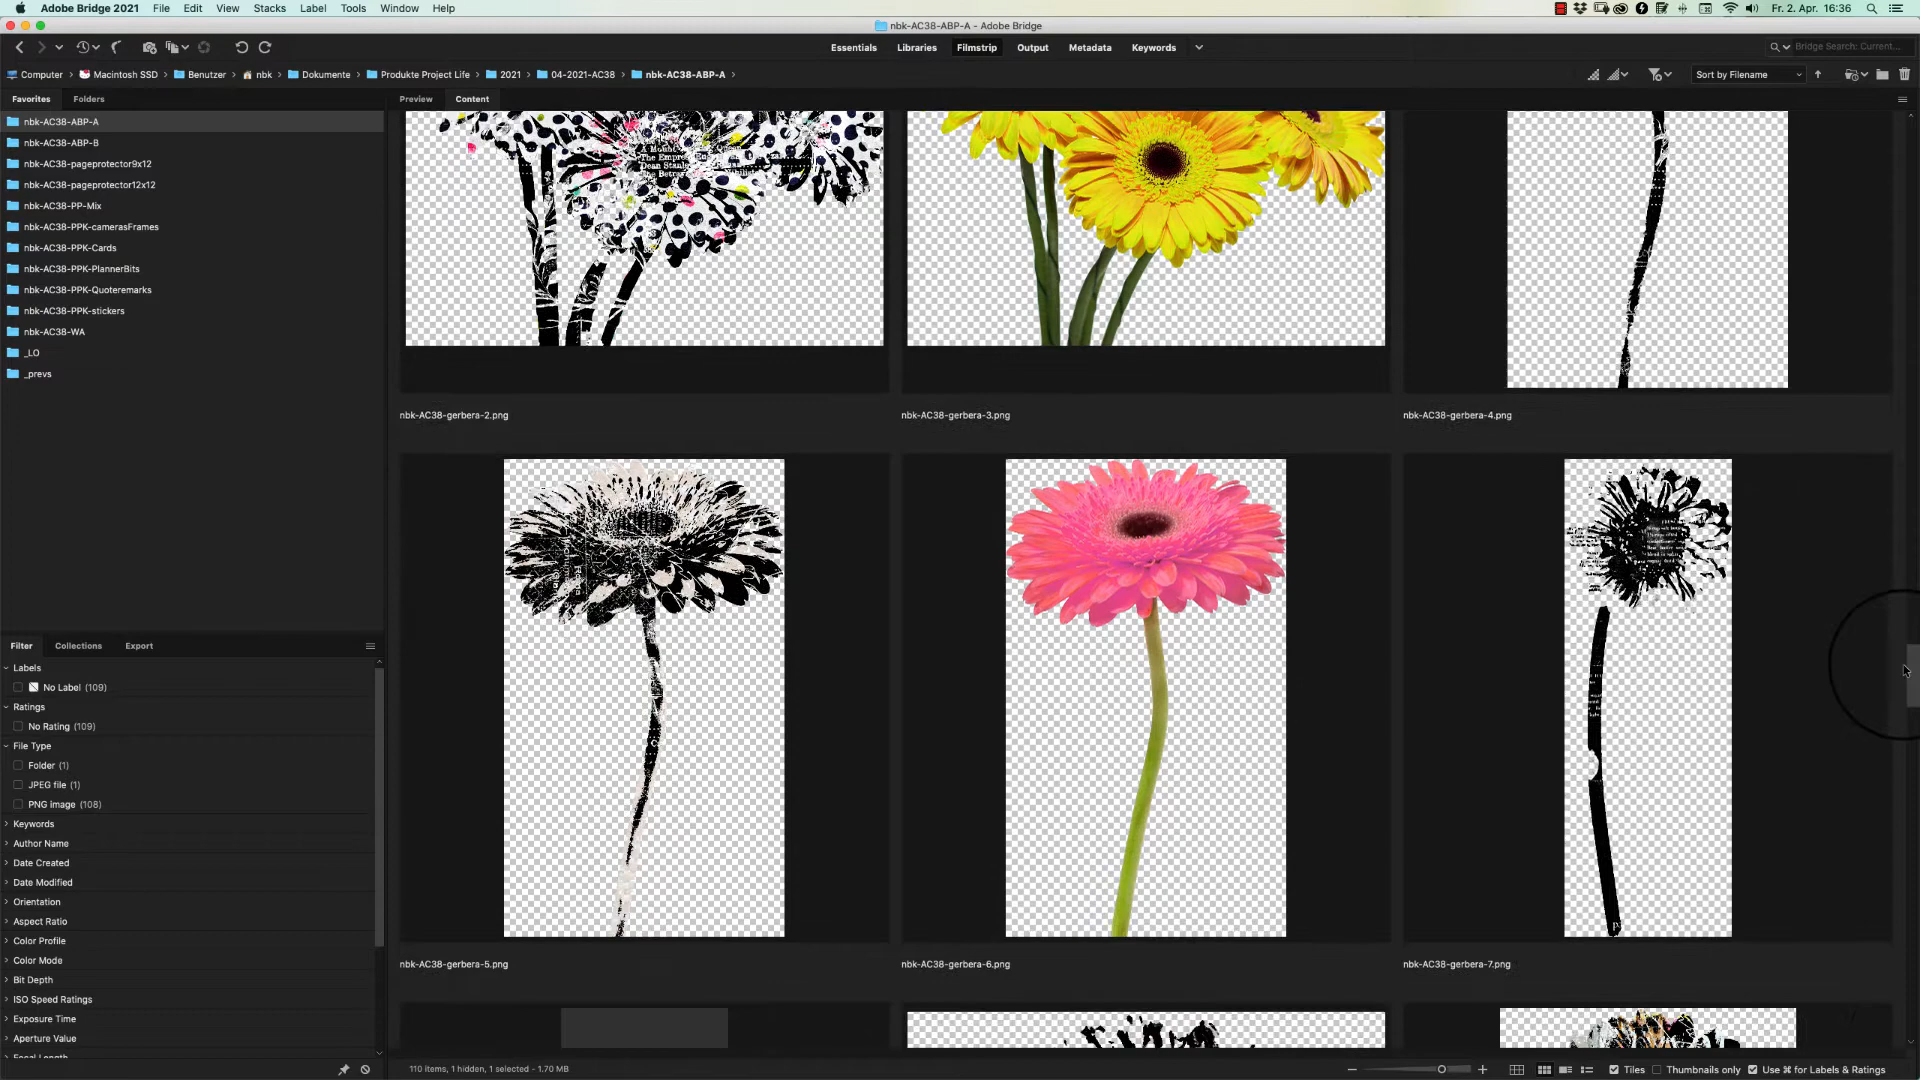 Adobe Bridge 2021 File Edit View Stacks Label Tools Window Help Fr. 2. Apr. 16:36
nbk-AC38-ABP-A - Adobe Bridge
Essentials Libraries Filmstrip Output Metadata Keywords Bridge Search: Current...
Computer Macintosh SSD Benutzer nbk Dokumente Produkte Project Life 2021 04-2021-AC38 nbk-AC38-ABP-A Sort by Filename
Favorites Folders Preview Content
nbk-AC38-ABP-A
nbk-AC38-ABP-B
nbk-AC38-pageprotector9x12
nbk-AC38-pageprotector12x12
nbk-AC38-PP-Mix
nbk-AC38-PPK-camerasFrames
nbk-AC38-PPK-Cards
nbk-AC38-PPK-PlannerBits
nbk-AC38-PPK-Quoteremarks
nbk-AC38-PPK-stickers
nbk-AC38-WA
_LO
_prevs
nbk-AC38-gerbera-2.png nbk-AC38-gerbera-3.png nbk-AC38-gerbera-4.png
Filter Collections Export
Labels
No Label (109)
Ratings
No Rating (109)
File Type
Folder (1)
JPEG file (1)
PNG image (108)
Keywords
Author Name
Date Created
Date Modified
Orientation
Aspect Ratio
Color Profile
Color Mode
Bit Depth
ISO Speed Ratings
Exposure Time
Aperture Value
Focal Length
nbk-AC38-gerbera-5.png nbk-AC38-gerbera-6.png nbk-AC38-gerbera-7.png
110 items, 1 hidden, 1 selected - 1.70 MB Tiles Thumbnails only Use ⌘ for Labels & Ratings